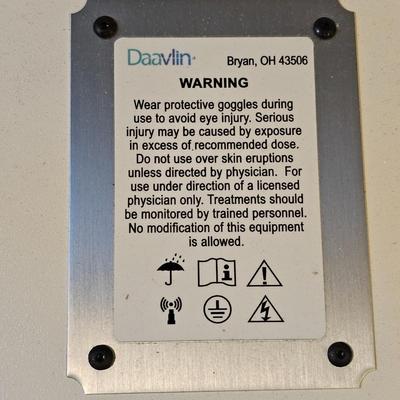 Daavlin Bryan, OH 43506
WARNING
Wear protective goggles during
use to avoid eye injury. Serious
injury may be caused by exposure
in excess of recommended dose.
Do not use over skin eruptions
unless directed by physician. For
use under direction of a licensed
physician only. Treatments should
be monitored by trained personnel.
No modification of this equipment
is allowed.